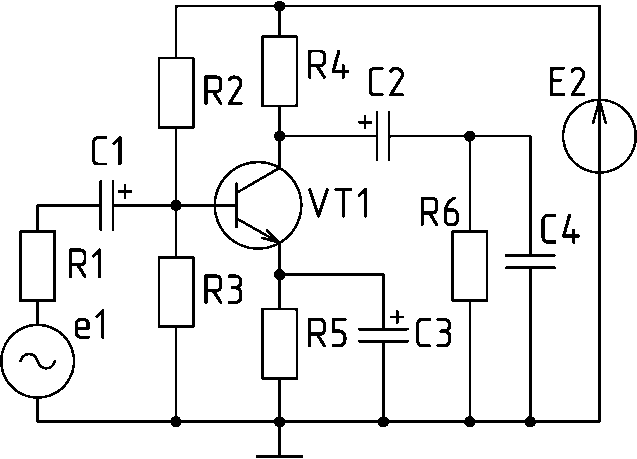 R4
C2
E2
R2
+
C1
+
VT1
R6
C4
R1
R3
e1
+
R5
C3